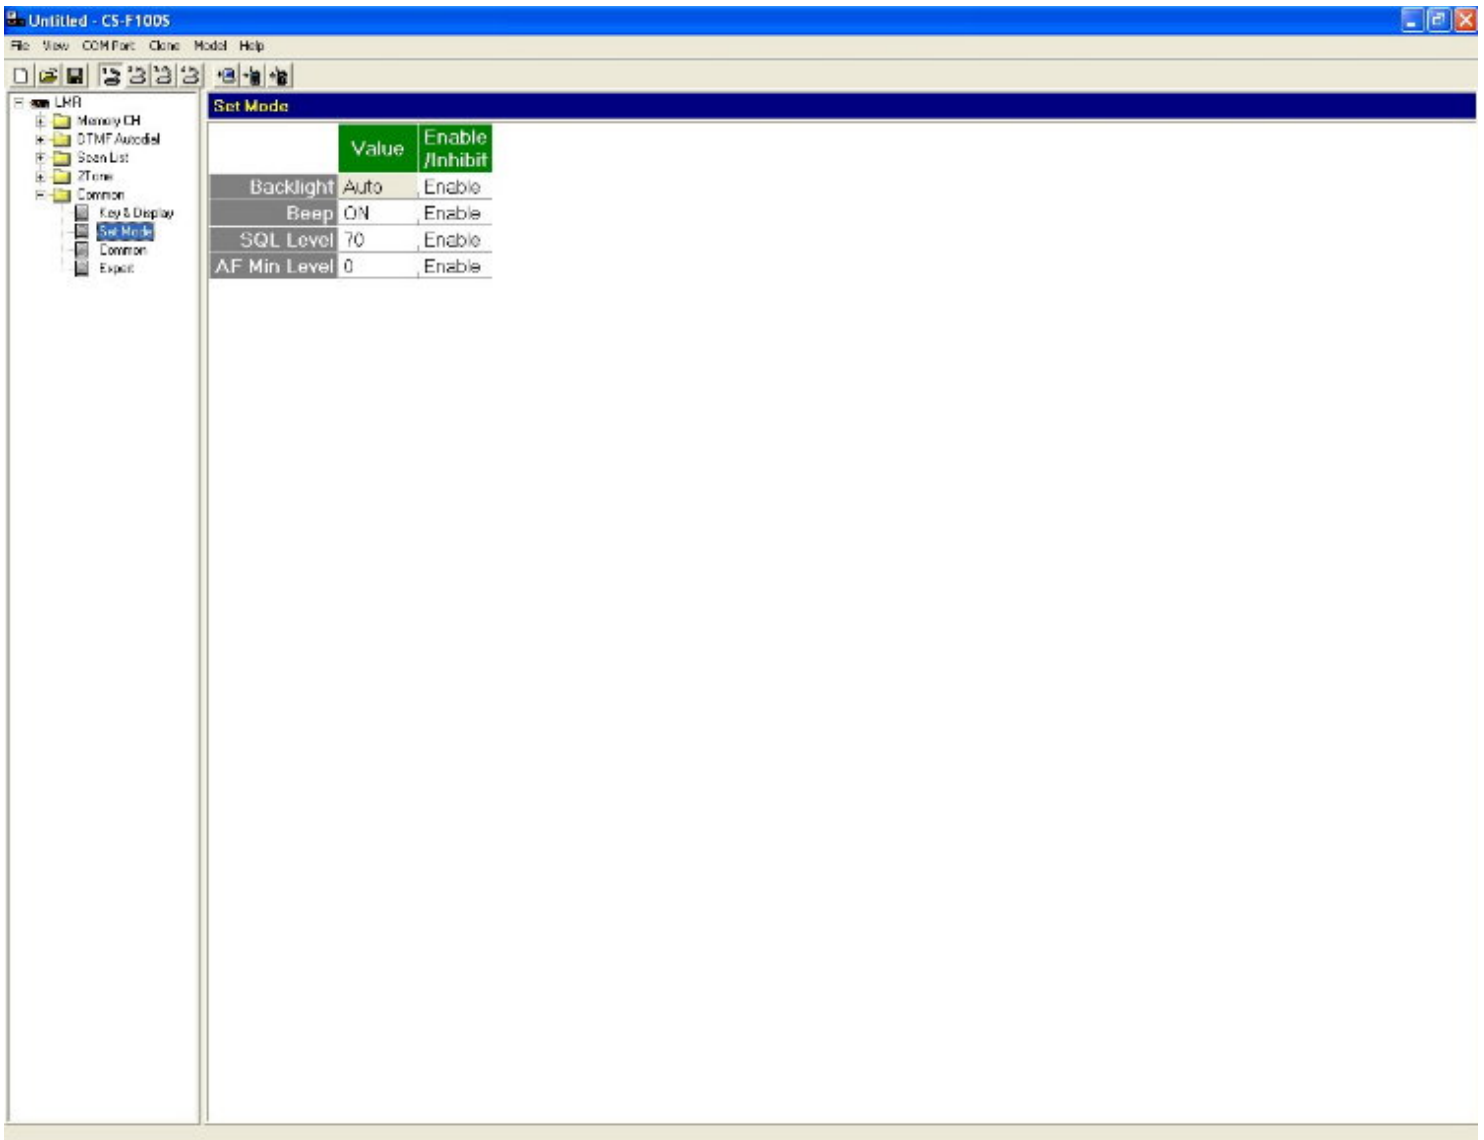 Untitled - CS-F100S
File View COM Port Clone Model Help
LMR
Memory CH
DTMF Autodial
Scan List
2Tone
Common
Key & Display
Set Mode
Common
Expert
Set Mode
Value Enable /Inhibit
Backlight Auto Enable
Beep ON Enable
SQL Level 70 Enable
AF Min Level 0 Enable